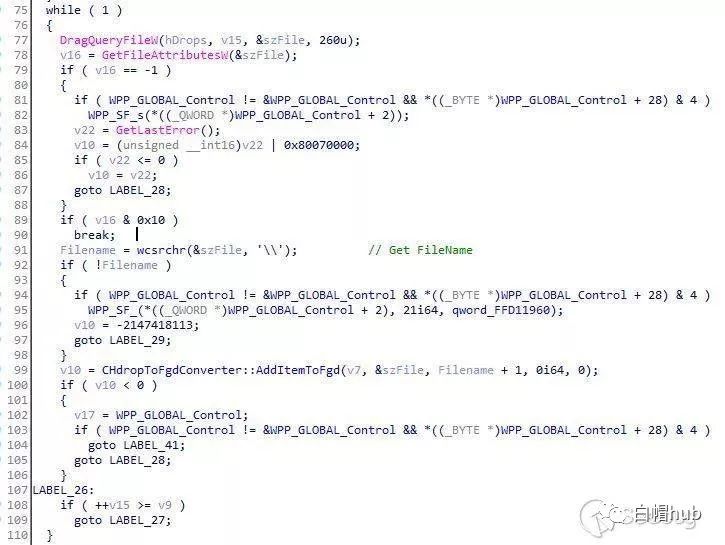 75 while ( 1 )
76 {
77 DragQueryFileW(hDrops, v15, &szFile, 260u);
78 v16 = GetFileAttributesW(&szFile);
79 if ( v16 == -1 )
80 {
81 if ( WPP_GLOBAL_Control != &WPP_GLOBAL_Control && *((_BYTE *)WPP_GLOBAL_Control + 28) & 4 )
82 WPP_SF_s(*((_QWORD *)WPP_GLOBAL_Control + 2));
83 v22 = GetLastError();
84 v10 = (unsigned __int16)v22 | 0x80070000;
85 if ( v22 <= 0 )
86 v10 = v22;
87 goto LABEL_28;
88 }
89 if ( v16 & 0x10 )
90 break;
91 Filename = wcsrchr(&szFile, '\\'); // Get FileName
92 if ( !Filename )
93 {
94 if ( WPP_GLOBAL_Control != &WPP_GLOBAL_Control && *((_BYTE *)WPP_GLOBAL_Control + 28) & 4 )
95 WPP_SF_(*((_QWORD *)WPP_GLOBAL_Control + 2), 21i64, qword_FFD11960);
96 v10 = -2147418113;
97 goto LABEL_29;
98 }
99 v10 = CHdropToFgdConverter::AddItemToFgd(v7, &szFile, Filename + 1, 0i64, 0);
100 if ( v10 < 0 )
101 {
102 v17 = WPP_GLOBAL_Control;
103 if ( WPP_GLOBAL_Control != &WPP_GLOBAL_Control && *((_BYTE *)WPP_GLOBAL_Control + 28) & 4 )
104 goto LABEL_41;
105 goto LABEL_28;
106 }
107 LABEL_26:
108 if ( ++v15 >= v9 )
109 goto LABEL_27;
110 }
白帽hub